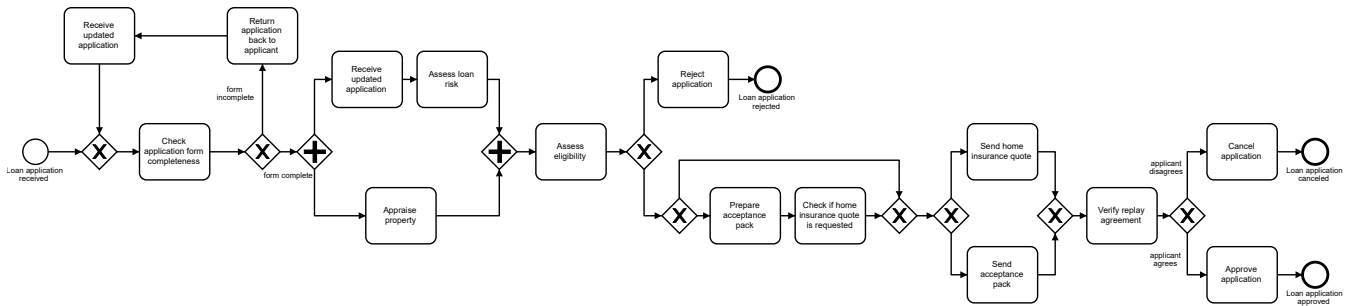 Receive
updated
application
Return
application
back to
applicant
form
incomplete
Loan application
received
Check
application form
completeness
form complete
Receive
updated
application
Assess loan
risk
Appraise
property
Assess
eligibility
Reject
application
Loan application
rejected
Prepare
acceptance
pack
Check if home
insurance quote
is requested
Send home
insurance quote
Send
acceptance
pack
Verify replay
agreement
applicant
disagrees
applicant
agrees
Cancel
application
Loan application
canceled
Approve
application
Loan application
approved